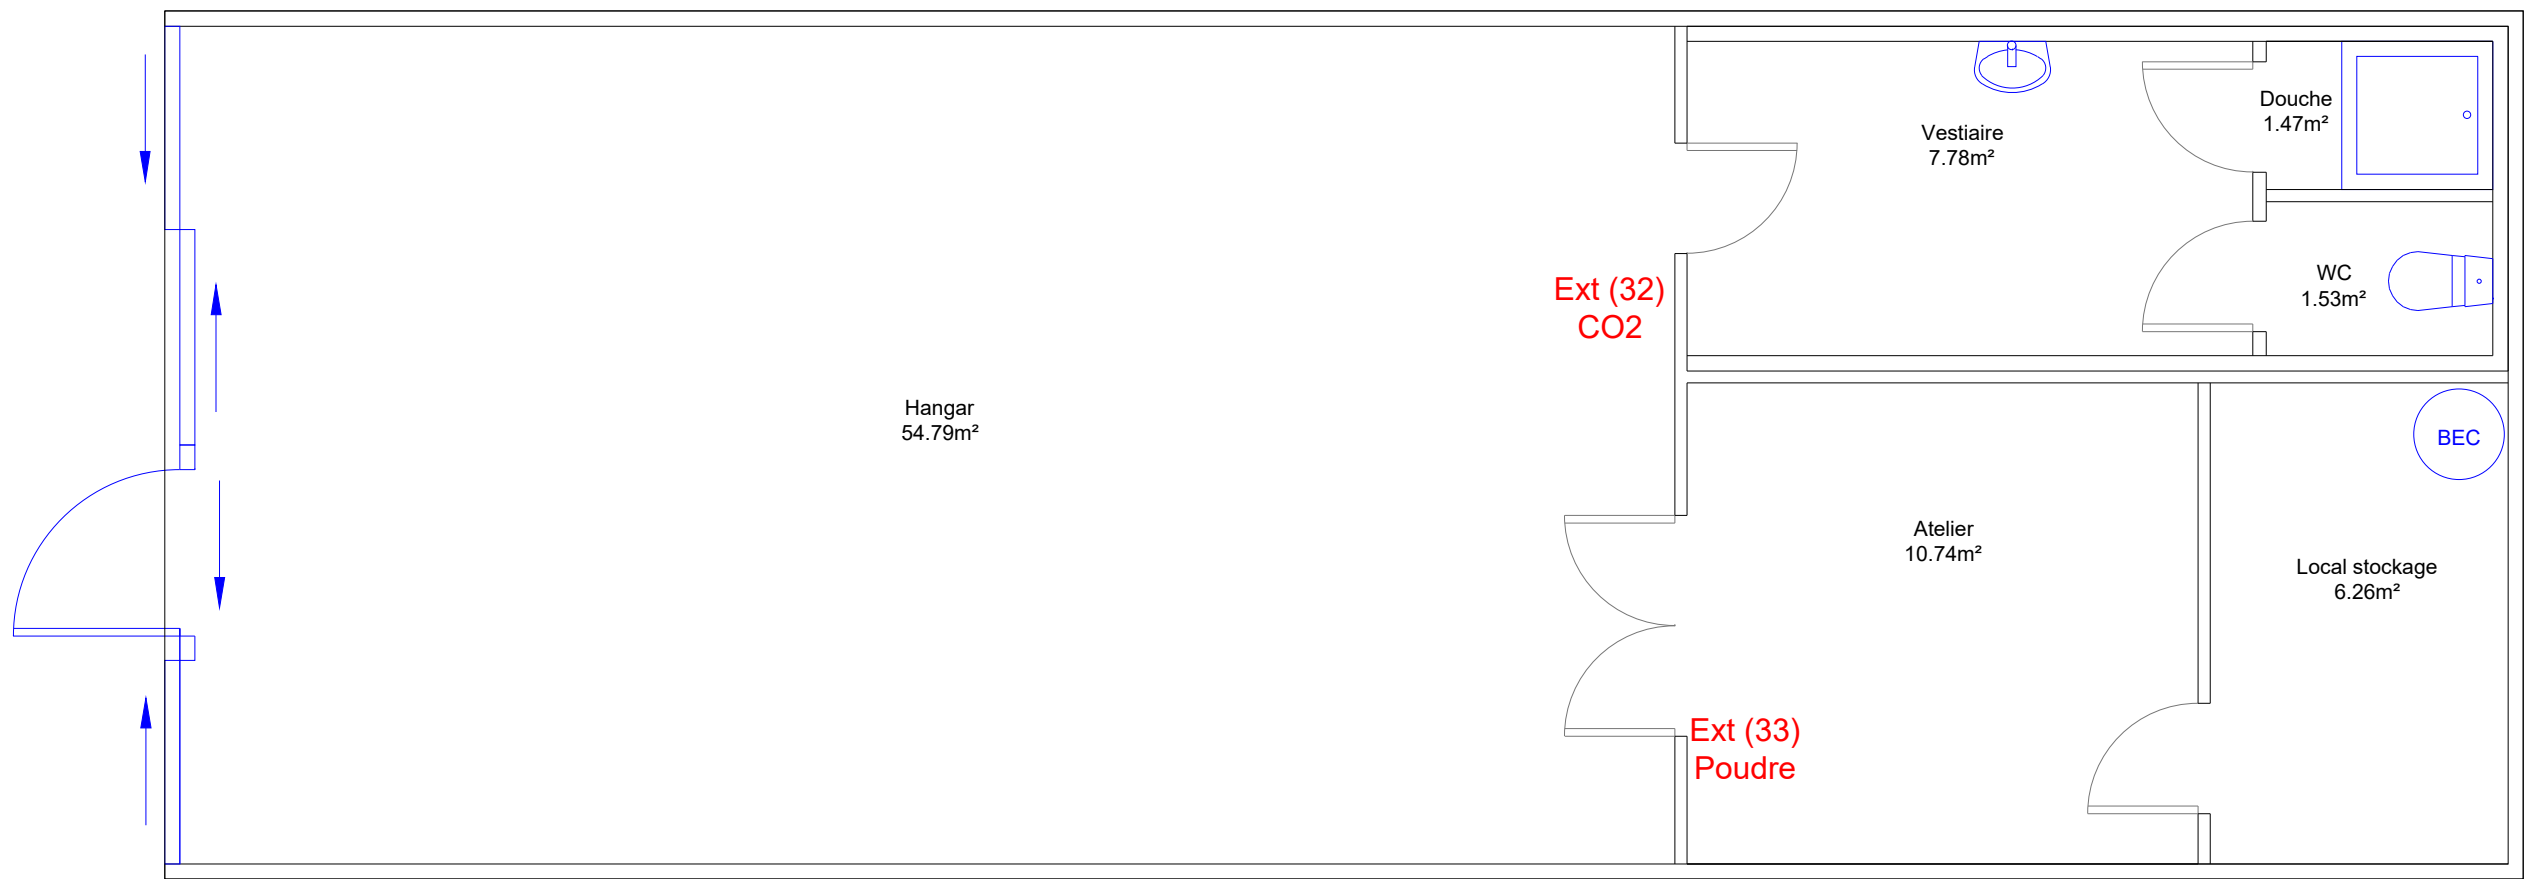 Douche
1.47m²
Vestiaire
7.78m²
WC
1.53m²
Ext (32)
CO2
Hangar
54.79m²
BEC
Atelier
10.74m²
Local stockage
6.26m²
Ext (33)
Poudre